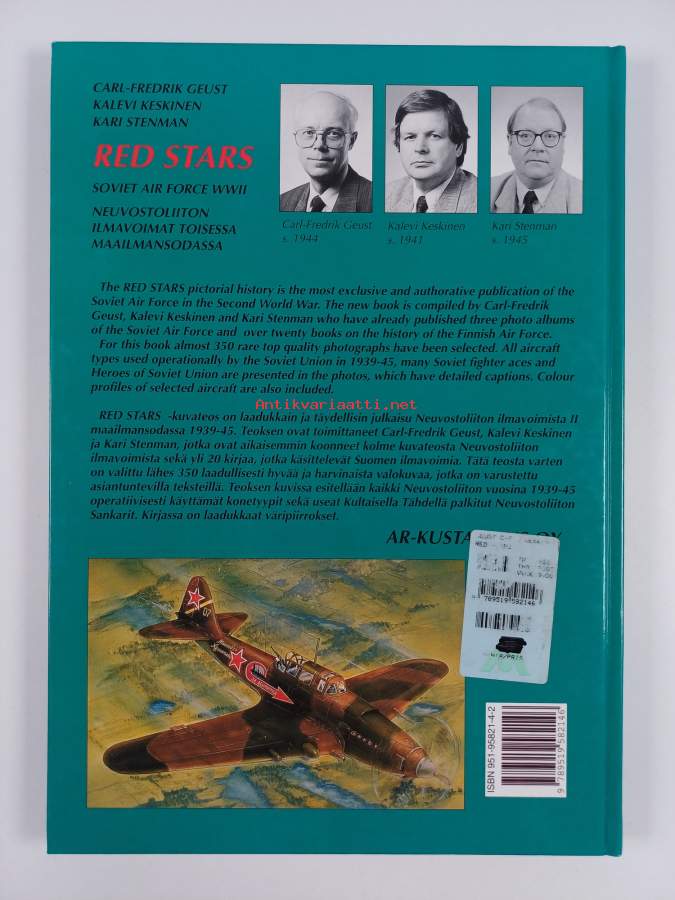 CARL-FREDRIK GEUST
KALEVI KESKINEN
KARI STENMAN
RED STARS
SOVIET AIR FORCE WWII
NEUVOSTOLIITON
ILMAVOIMAT TOISESSA
MAAILMANSODASSA
Carl-Fredrik Geust
s. 1944
Kalevi Keskinen
s. 1941
Kari Stenman
s. 1945
The RED STARS pictorial history is the most exclusive and authorative publication of the
Soviet Air Force in the Second World War. The new book is compiled by Carl-Fredrik
Geust, Kalevi Keskinen and Kari Stenman who have already published three photo albums
of the Soviet Air Force and over twenty books on the history of the Finnish Air Force.
For this book almost 350 rare top quality photographs have been selected. All aircraft
types used operationally by the Soviet Union in 1939-45, many Soviet fighter aces and
Heroes of Soviet Union are presented in the photos, which have detailed captions. Colour
profiles of selected aircraft are also included.
Antikvariaatti.net
RED STARS -kuvateos on laadukkain ja täydellisin julkaisu Neuvostoliiton ilmavoimista II
maailmansodassa 1939-45. Teoksen ovat toimittaneet Carl-Fredrik Geust, Kalevi Keskinen
ja Kari Stenman, jotka ovat aikaisemmin koonneet kolme kuvateosta Neuvostoliiton
ilmavoimista sekä yli 20 kirjaa, jotka käsittelevät Suomen ilmavoimia. Tätä teosta varten
on valittu lähes 350 laadullisesti hyvää ja harvinaista valokuvaa, jotka on varustettu
asiantuntevilla teksteillä. Teoksen kuvissa esitellään kaikki Neuvostoliiton vuosina 1939-45
operatiivisesti käyttämät konetyypit sekä useat Kultaisella Tähdellä palkitut Neuvostoliiton
Sankarit. Kirjassa on laadukkaat väripiirrokset.
AR-KUSTA
9 789519 582146
07
ISBN 951-95821-4-2
9 789519 582146